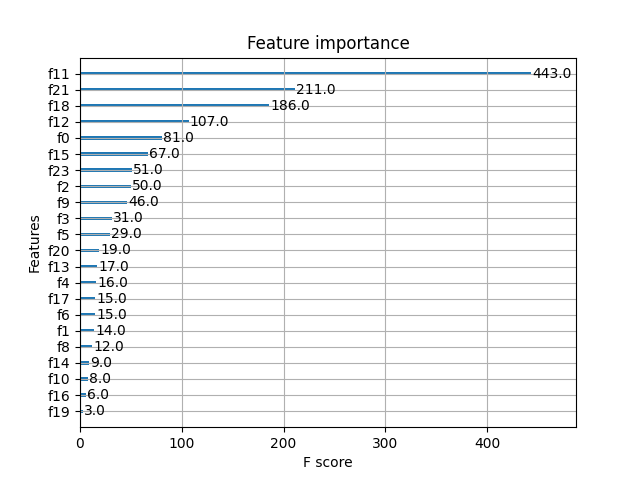 Feature importance
f11 443.0
f21 211.0
f18 186.0
f12 107.0
f0 81.0
f15 67.0
f23 51.0
f2 50.0
f9 46.0
f3 31.0
f5 29.0
f20 19.0
f13 17.0
f4 16.0
f17 15.0
f6 15.0
f1 14.0
f8 12.0
f14 9.0
f10 8.0
f16 6.0
f19 3.0
Features
0 100 200 300 400
F score